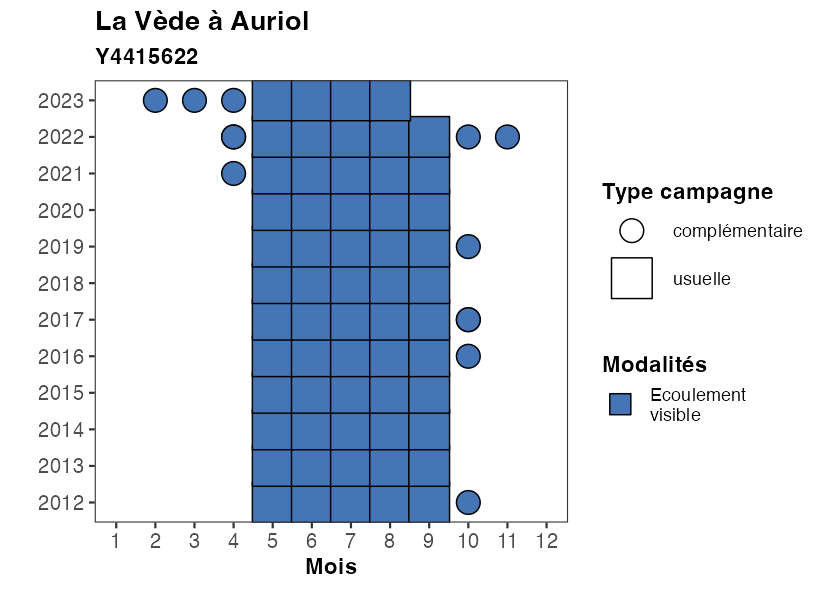 La Vède à Auriol
Y4415622
2023
2022
2021
2020
2019
2018
2017
2016
2015
2014
2013
2012
1 2 3 4 5 6 7 8 9 10 11 12
Mois
Type campagne
complémentaire
usuelle
Modalités
Ecoulement
visible